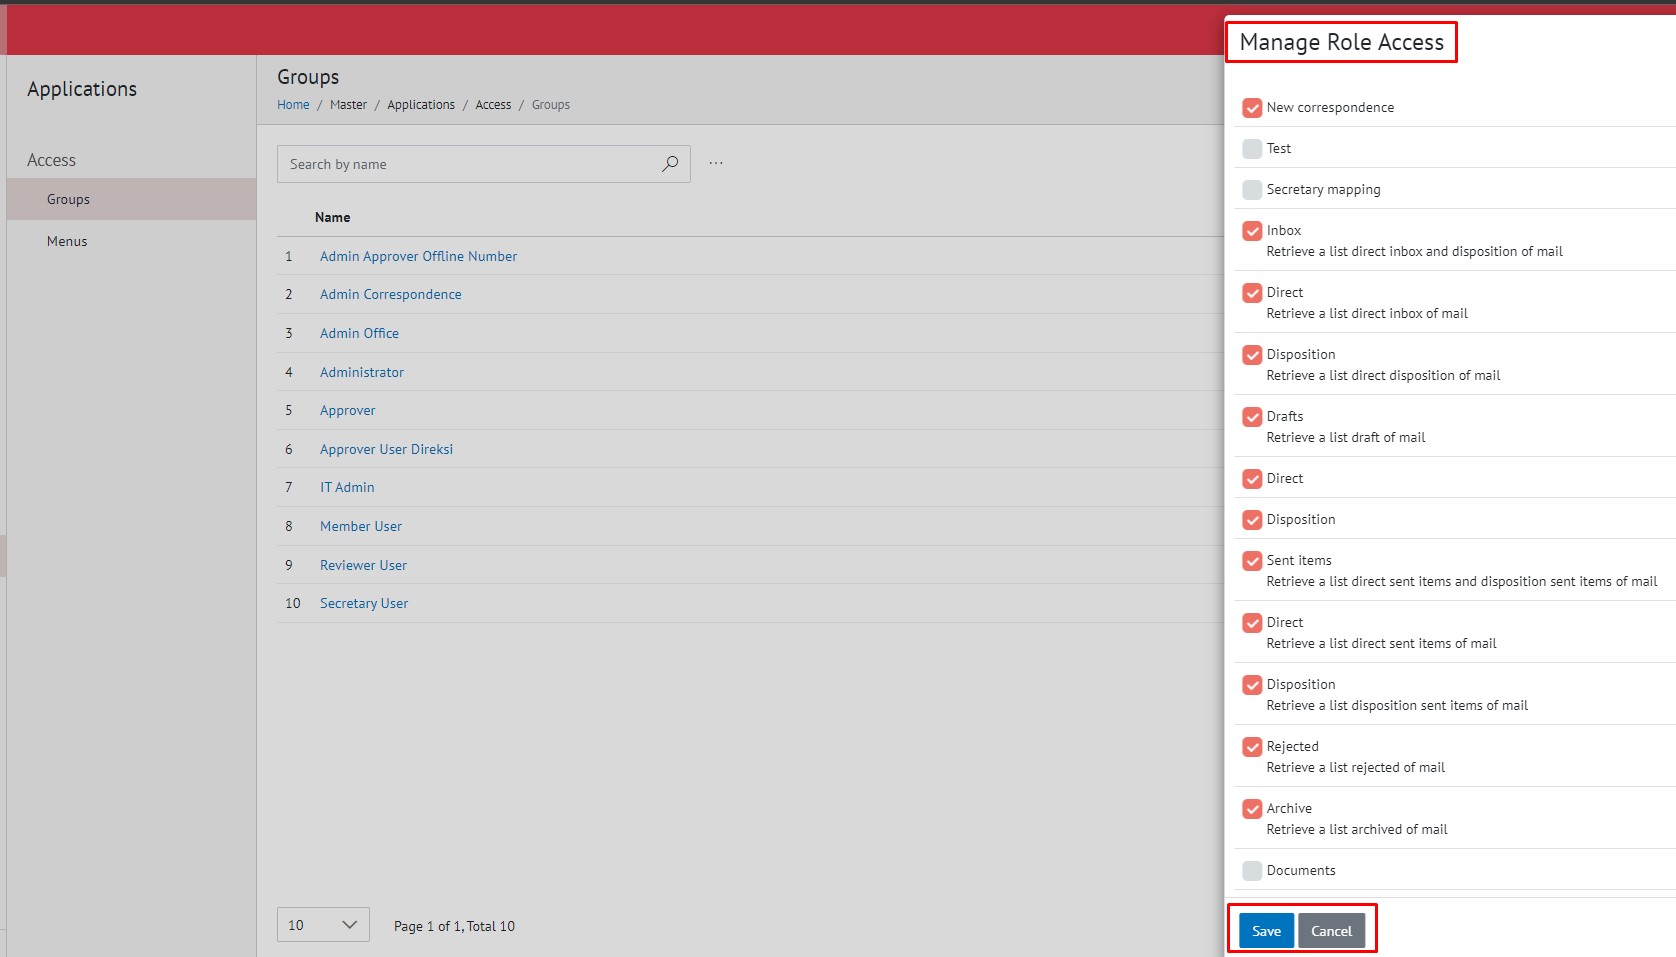 Applications
Access
Groups
Menus
Groups
Home / Master / Applications / Access / Groups
Search by name
...
Name
1 Admin Approver Offline Number
2 Admin Correspondence
3 Admin Office
4 Administrator
5 Approver
6 Approver User Direksi
7 IT Admin
8 Member User
9 Reviewer User
10 Secretary User
10
Page 1 of 1, Total 10
Manage Role Access
New correspondence
Test
Secretary mapping
Inbox
Retrieve a list direct inbox and disposition of mail
Direct
Retrieve a list direct inbox of mail
Disposition
Retrieve a list direct disposition of mail
Drafts
Retrieve a list draft of mail
Direct
Disposition
Sent items
Retrieve a list direct sent items and disposition sent items of mail
Direct
Retrieve a list direct sent items of mail
Disposition
Retrieve a list disposition sent items of mail
Rejected
Retrieve a list rejected of mail
Archive
Retrieve a list archived of mail
Documents
Save Cancel